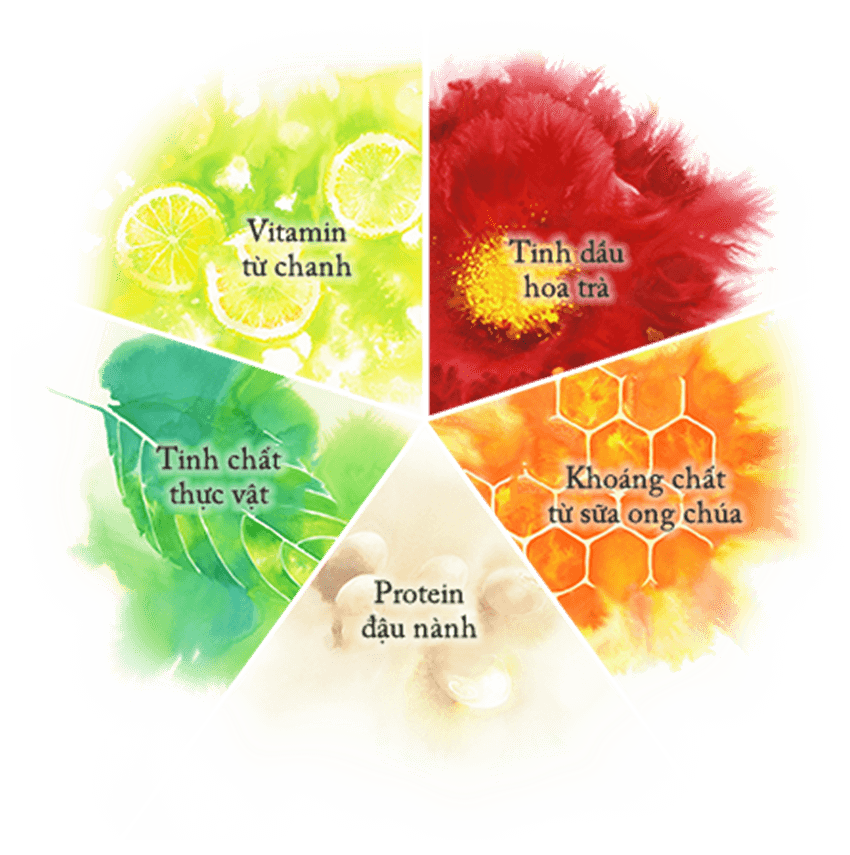 Vitamin
từ chanh
Tinh dầu
hoa trà
Tinh chất
thực vật
Khoáng chất
từ sữa ong chúa
Protein
đậu nành